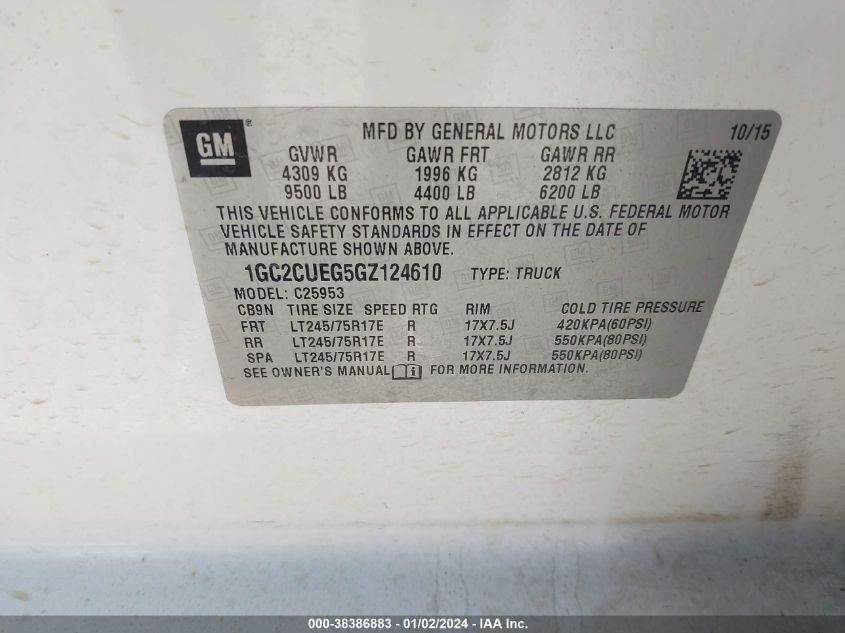 GM ® MFD BY GENERAL MOTORS LLC 10/15
GVWR GAWR FRT GAWR RR
4309 KG 1996 KG 2812 KG
9500 LB 4400 LB 6200 LB
THIS VEHICLE CONFORMS TO ALL APPLICABLE U.S. FEDERAL MOTOR
VEHICLE SAFETY STANDARDS IN EFFECT ON THE DATE OF
MANUFACTURE SHOWN ABOVE.
1GC2CUEG5GZ124610 TYPE: TRUCK
MODEL: C25953
CB9N TIRE SIZE SPEED RTG RIM COLD TIRE PRESSURE
FRT LT245/75R17E R 17X7.5J 420KPA(60PSI)
RR LT245/75R17E R 17X7.5J 550KPA(80PSI)
SPA LT245/75R17E R 17X7.5J 550KPA(80PSI)
SEE OWNER'S MANUAL FOR MORE INFORMATION.
000-38386883 - 01/02/2024 - IAA Inc.